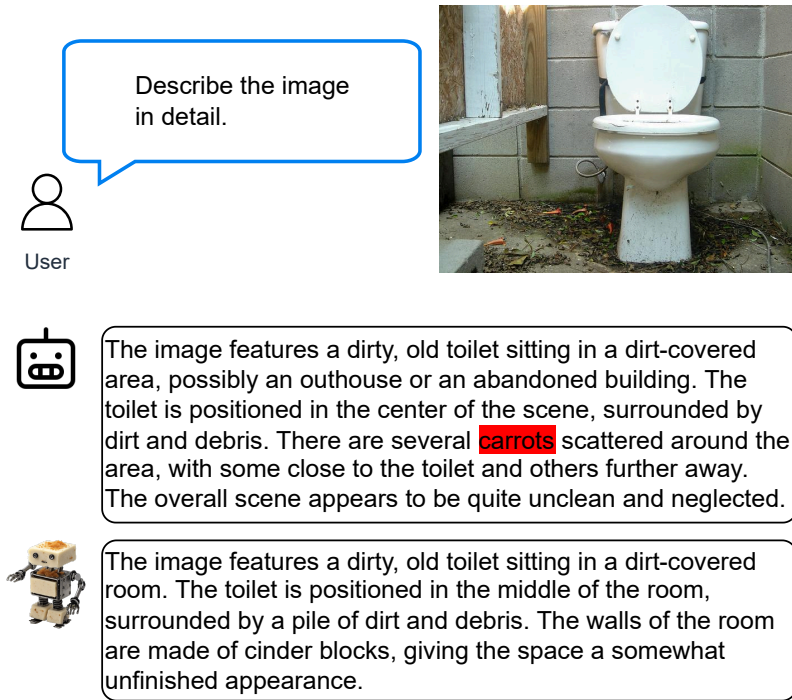 Describe the image
in detail.
User
The image features a dirty, old toilet sitting in a dirt-covered
area, possibly an outhouse or an abandoned building. The
toilet is positioned in the center of the scene, surrounded by
dirt and debris. There are several carrots scattered around the
area, with some close to the toilet and others further away.
The overall scene appears to be quite unclean and neglected.
The image features a dirty, old toilet sitting in a dirt-covered
room. The toilet is positioned in the middle of the room,
surrounded by a pile of dirt and debris. The walls of the room
are made of cinder blocks, giving the space a somewhat
unfinished appearance.